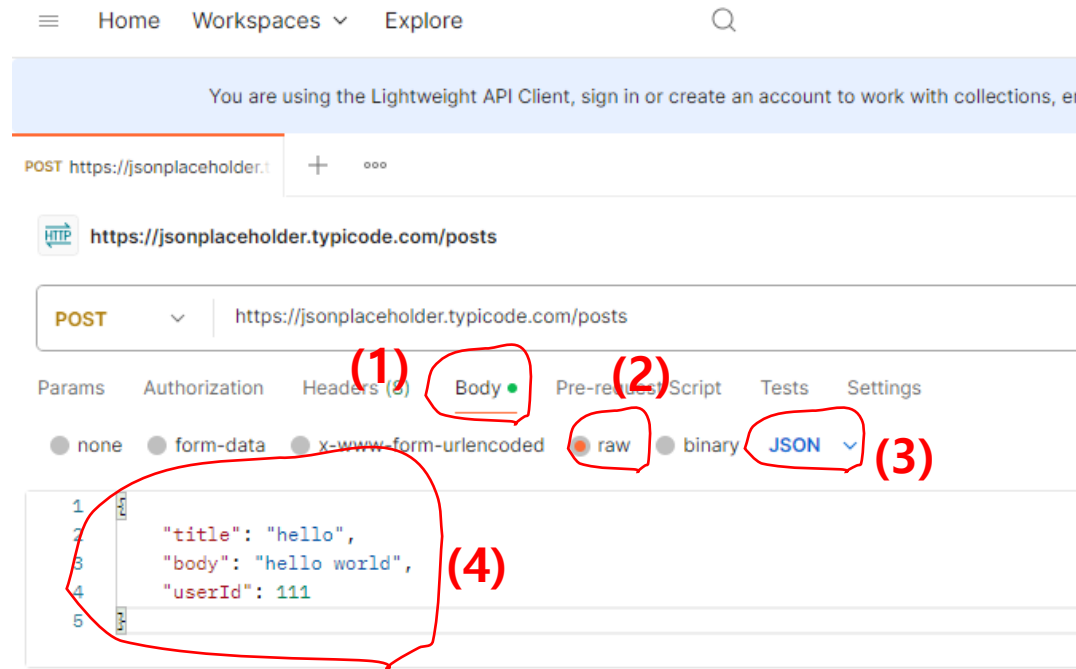 Home Workspaces Explore
You are using the Lightweight API Client, sign in or create an account to work with collections,
POST https://jsonplaceholder.
HTTP https://jsonplaceholder.typicode.com/posts
POST https://jsonplaceholder.typicode.com/posts
(1) (2)
Params Authorization Headers (8) Body Pre-request Script Tests Settings
none form-data x-www-form-urlencoded raw binary JSON (3)
1 {
2 "title": "hello",
3 "body": "hello world", (4)
4 "userId": 111
5 }